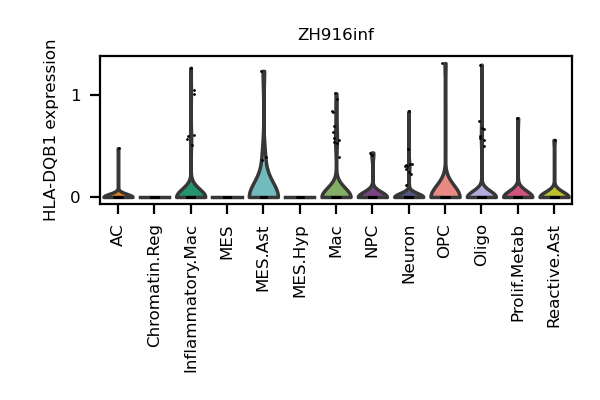 ZH916inf
HLA-DQB1 expression
1
0
AC
Chromatin.Reg
Inflammatory.Mac
MES
MES.Ast
MES.Hyp
Mac
NPC
Neuron
OPC
Oligo
Prolif.Metab
Reactive.Ast